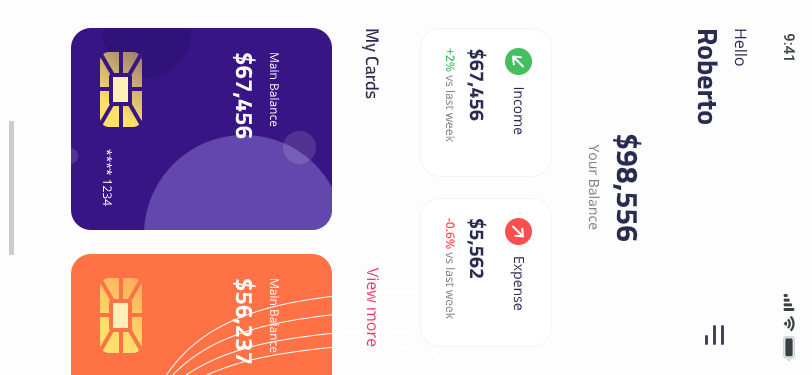 9:41
Hello
Roberto
$98,556
Your Balance
Income
$67,456
+2% vs last week
Expense
$5,562
-0.6% vs last week
My Cards
View more
Main Balance
$67,456
**** 1234
Main Balance
$56,237